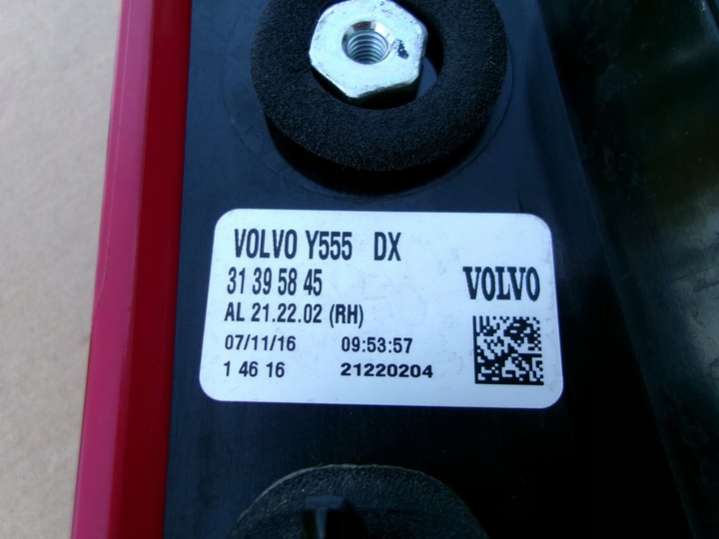 VOLVO Y555 DX
31 39 58 45
VOLVO
AL 21.22.02 (RH)
07/11/16 09:53:57
1 46 16 21220204